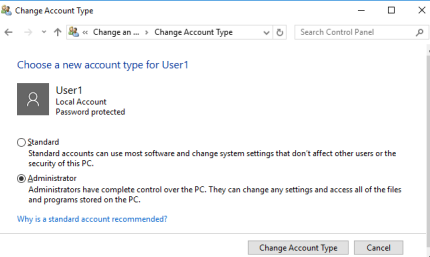 Change Account Type
« Change an ... > Change Account Type
Search Control Panel
Choose a new account type for User1
User1
Local Account
Password protected
Standard
Standard accounts can use most software and change system settings that don't affect other users or the
security of this PC.
Administrator
Administrators have complete control over the PC. They can change any settings and access all of the files
and programs stored on the PC.
Why is a standard account recommended?
Change Account Type
Cancel